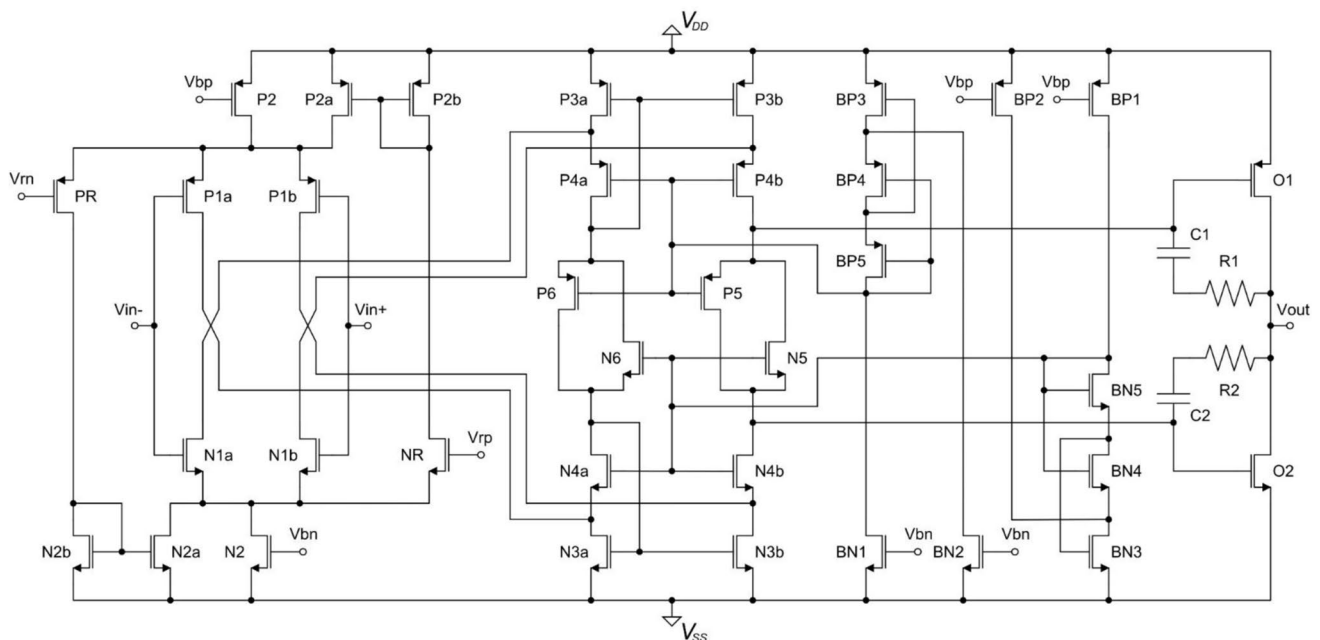 VDD
Vbp
P2
P2a
P2b
P3a
P3b
BP3
Vbp
BP2
Vbp
BP1
Vrn
PR
P1a
P1b
P4a
P4b
BP4
O1
C1
R1
P6
P5
BP5
Vin-
Vin+
Vout
N6
N5
R2
C2
BN5
N1a
N1b
NR
Vrp
N4a
N4b
BN4
O2
N2b
N2a
N2
Vbn
N3a
N3b
BN1
Vbn
BN2
Vbn
BN3
VSS